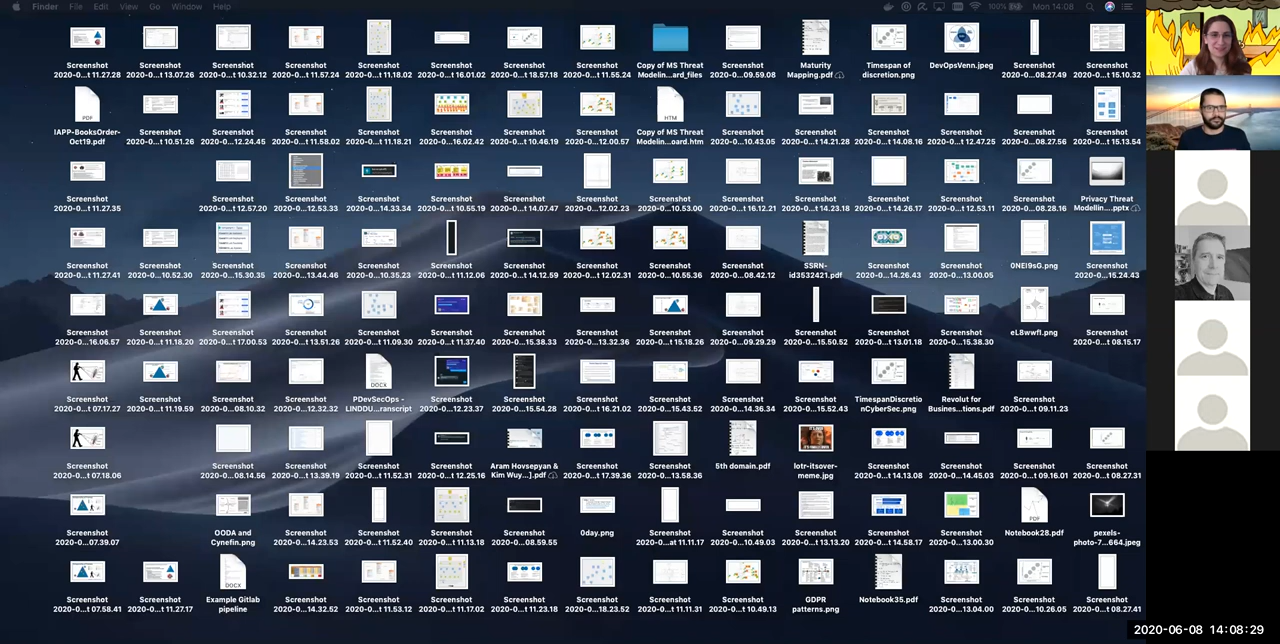 Finder File Edit View Go Window Help 100% Mon 14:08
Screenshot Screenshot Screenshot Screenshot Screenshot Screenshot Screenshot Screenshot Copy of MS Threat Screenshot Maturity Timespan of DevOpsVenn.jpeg Screenshot Screenshot
2020-0...t 11.27.28 2020-0...t 13.07.26 2020-0...t 10.32.12 2020-0...t 11.57.24 2020-0...t 11.18.02 2020-0...t 16.01.02 2020-0...t 18.57.18 2020-0...t 11.55.24 Modelin...ard_files 2020-0...09.59.08 Mapping.pdf discretion.png 2020-0...08.27.49 2020-0...t 15.10.32
PDF HTM
IAPP-BooksOrder- Screenshot Screenshot Screenshot Screenshot Screenshot Screenshot Screenshot Copy of MS Threat Screenshot Screenshot Screenshot Screenshot Screenshot Screenshot
Oct19.pdf 2020-0...t 10.51.26 2020-0...t 12.24.45 2020-0...t 11.58.02 2020-0...t 11.18.21 2020-0...t 16.02.42 2020-0...t 10.46.19 2020-0...t 12.00.57 Modelin...oard.htm 2020-0...t 10.43.05 2020-0...t 14.21.28 2020-0...t 14.08.16 2020-0...t 12.47.25 2020-0...08.27.56 2020-0...t 15.13.54
Screenshot Screenshot Screenshot Screenshot Screenshot Screenshot Screenshot Screenshot Screenshot Screenshot Screenshot Screenshot Screenshot Privacy Threat
2020-0...t 11.27.35 2020-0...t 12.57.20 2020-0...t 12.53.33 2020-0...t 14.33.34 2020-0...t 10.55.19 2020-0...t 14.07.47 2020-0...t 12.02.23 2020-0...t 10.53.00 2020-0...t 16.12.21 2020-0...t 14.23.18 2020-0...t 14.26.17 2020-0...t 12.53.11 2020-0...08.28.16 Modellin....pptx
Screenshot Screenshot Screenshot Screenshot Screenshot Screenshot Screenshot Screenshot Screenshot Screenshot SSRN- Screenshot Screenshot 0NEI9sG.png Screenshot
2020-0...t 11.27.41 2020-0...t 10.52.30 2020-0...t 15.30.35 2020-0...t 13.44.46 2020-0...t 10.35.23 2020-0...t 11.12.06 2020-0...t 14.12.59 2020-0...t 12.02.31 2020-0...t 10.55.36 2020-0...08.42.12 id3532421.pdf 2020-0...t 14.26.43 2020-0...t 13.00.05 2020-0...t 15.24.43
Screenshot Screenshot Screenshot Screenshot Screenshot Screenshot Screenshot Screenshot Screenshot Screenshot Screenshot Screenshot Screenshot eL8wwfI.png Screenshot
2020-0...t 16.06.57 2020-0...t 11.18.20 2020-0...t 17.00.53 2020-0...t 13.51.26 2020-0...t 11.09.30 2020-0...t 11.37.40 2020-0...t 15.38.33 2020-0...t 13.32.36 2020-0...t 15.18.26 2020-0...09.29.29 2020-0...t 15.50.52 2020-0...t 13.01.18 2020-0...t 15.38.30 2020-0...t 08.15.17
DOCX
Screenshot Screenshot Screenshot Screenshot PDevSecOps - Screenshot Screenshot Screenshot Screenshot Screenshot Screenshot TimespanDiscretio Revolut for Screenshot
2020-0...t 07.17.27 2020-0...t 11.19.59 2020-0...t 08.10.32 2020-0...t 12.32.32 LINDDU...ranscript 2020-0...t 12.23.37 2020-0...t 15.54.28 2020-0...t 16.21.02 2020-0...t 15.43.52 2020-0...t 14.36.34 2020-0...t 15.52.43 nCyberSec.png Busines...tions.pdf 2020-0...t 09.11.23
Screenshot Screenshot Screenshot Screenshot Screenshot Aram Hovsepyan & Screenshot Screenshot 5th domain.pdf lotr-itsover- Screenshot Screenshot Screenshot Screenshot
2020-0...t 07.18.06 2020-0...t 08.14.56 2020-0...t 13.39.19 2020-0...t 11.52.31 2020-0...t 12.25.16 Kim Wuy...].pdf 2020-0...t 17.39.36 2020-0...t 13.58.36 meme.jpg 2020-0...t 14.13.08 2020-0...t 14.45.03 2020-0...t 09.16.01 2020-0...t 08.27.31
PDF
Screenshot OODA and Screenshot Screenshot Screenshot Screenshot 0day.png Screenshot Screenshot Screenshot Screenshot Screenshot Notebook28.pdf pexels-
2020-0...07.39.07 Cynefin.png 2020-0...t 14.23.53 2020-0...t 11.52.40 2020-0...t 11.13.18 2020-0...08.59.55 2020-0...at 11.11.17 2020-0...t 10.49.03 2020-0...t 13.13.20 2020-0...t 14.58.17 2020-0...t 13.00.30 photo-7...664.jpeg
DOCX
Screenshot Screenshot Example Gitlab Screenshot Screenshot Screenshot Screenshot Screenshot Screenshot Screenshot GDPR Notebook35.pdf Screenshot Screenshot Screenshot
2020-0...t 07.58.41 2020-0...t 11.27.17 pipeline 2020-0...t 14.32.52 2020-0...t 11.53.12 2020-0...t 11.17.02 2020-0...t 11.23.18 2020-0...18.23.52 2020-0...t 11.11.31 2020-0...t 10.49.13 patterns.png 2020-0...t 13.04.00 2020-0...t 10.26.05 2020-0...t 08.27.41
2020-06-08 14:08:29